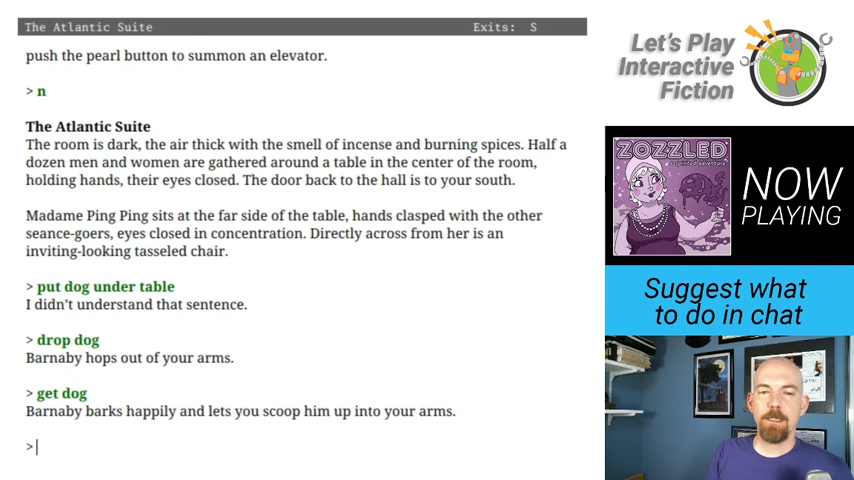 The Atlantic Suite Exits: S
push the pearl button to summon an elevator.
> n
The Atlantic Suite
The room is dark, the air thick with the smell of incense and burning spices. Half a
dozen men and women are gathered around a table in the center of the room,
holding hands, their eyes closed. The door back to the hall is to your south.
Madame Ping Ping sits at the far side of the table, hands clasped with the other
seance-goers, eyes closed in concentration. Directly across from her is an
inviting-looking tasseled chair.
> put dog under table
I didn't understand that sentence.
> drop dog
Barnaby hops out of your arms.
> get dog
Barnaby barks happily and lets you scoop him up into your arms.
>
Let's Play
Interactive
Fiction
ZOZZLED
a spirited adventure
NOW
PLAYING
Suggest what
to do in chat